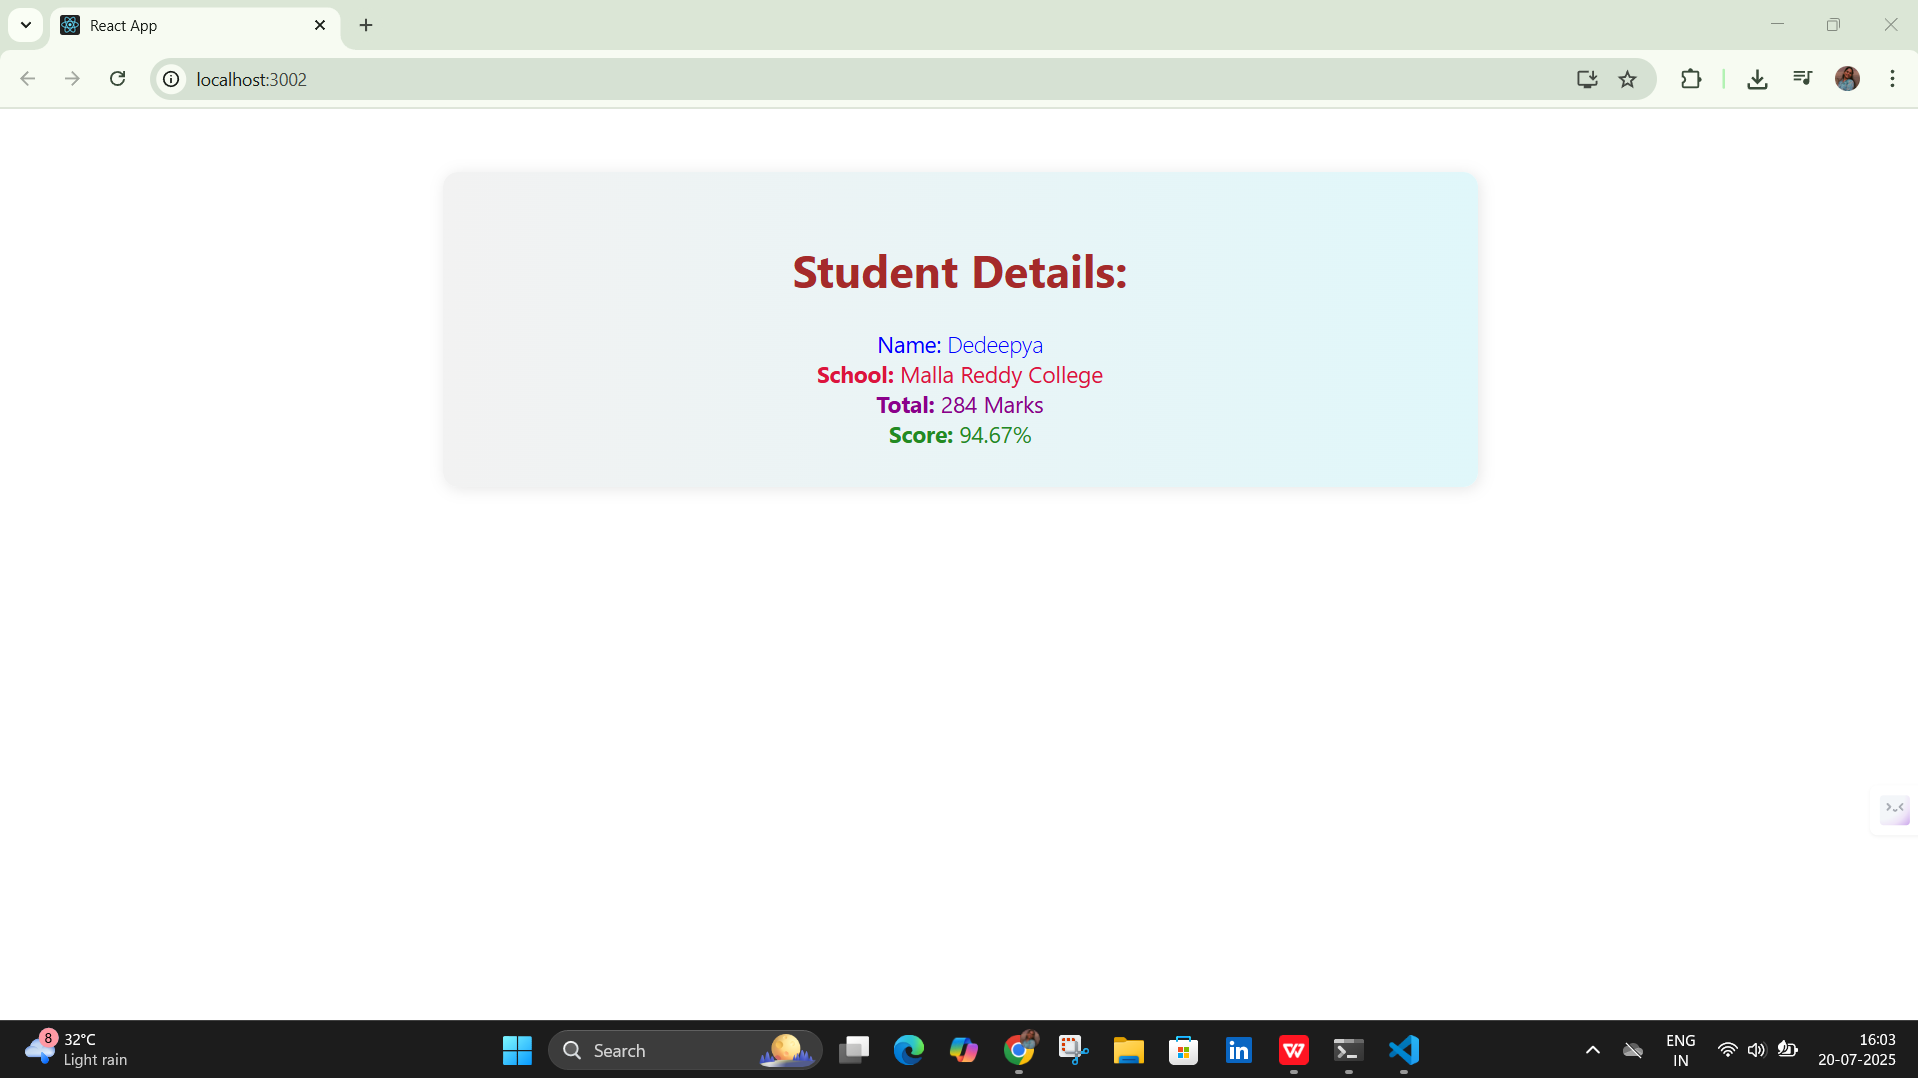 React App
localhost:3002
Student Details:
Name: Dedeepya
School: Malla Reddy College
Total: 284 Marks
Score: 94.67%
8
32°C
Light rain
Search
ENG
IN
16:03
20-07-2025